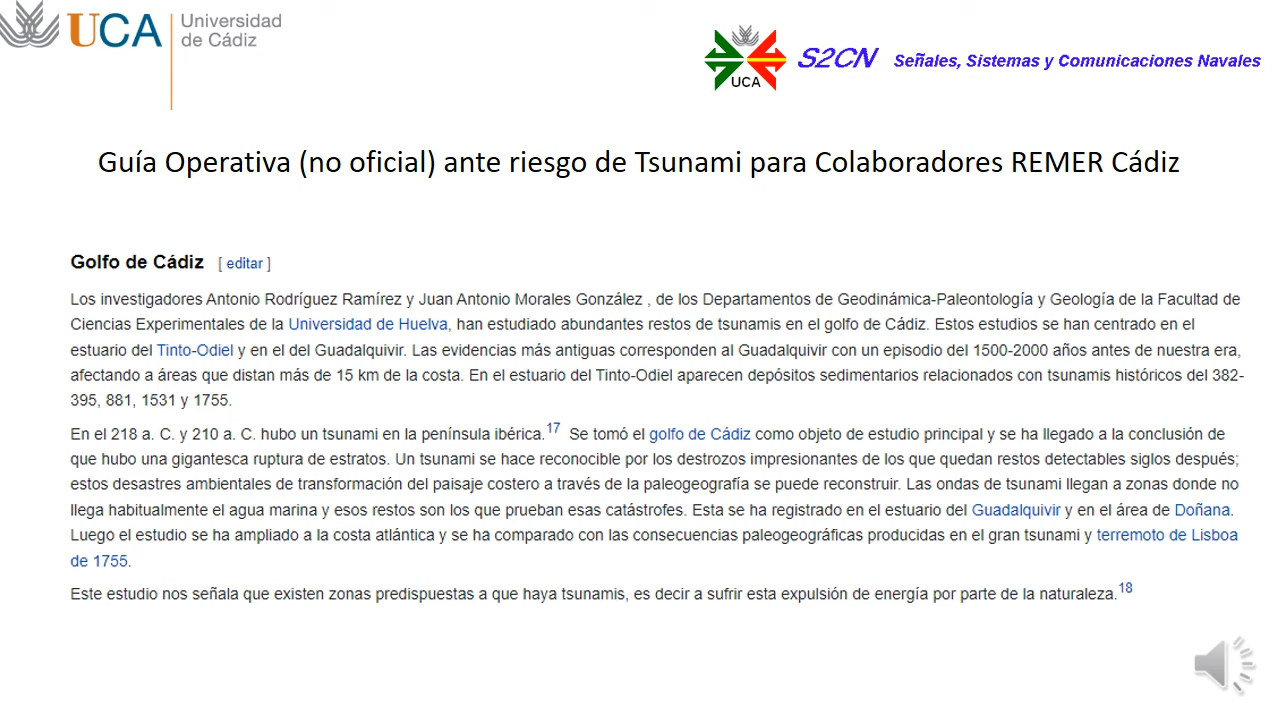 UCA Universidad
de Cádiz
UCA
S2CN Señales, Sistemas y Comunicaciones Navales
Guía Operativa (no oficial) ante riesgo de Tsunami para Colaboradores REMER Cádiz
Golfo de Cádiz [ editar ]
Los investigadores Antonio Rodríguez Ramírez y Juan Antonio Morales González , de los Departamentos de Geodinámica-Paleontología y Geología de la Facultad de
Ciencias Experimentales de la Universidad de Huelva, han estudiado abundantes restos de tsunamis en el golfo de Cádiz. Estos estudios se han centrado en el
estuario del Tinto-Odiel y en el del Guadalquivir. Las evidencias más antiguas corresponden al Guadalquivir con un episodio del 1500-2000 años antes de nuestra era,
afectando a áreas que distan más de 15 km de la costa. En el estuario del Tinto-Odiel aparecen depósitos sedimentarios relacionados con tsunamis históricos del 382-
395, 881, 1531 y 1755.
En el 218 a. C. y 210 a. C. hubo un tsunami en la península ibérica.17 Se tomó el golfo de Cádiz como objeto de estudio principal y se ha llegado a la conclusión de
que hubo una gigantesca ruptura de estratos. Un tsunami se hace reconocible por los destrozos impresionantes de los que quedan restos detectables siglos después;
estos desastres ambientales de transformación del paisaje costero a través de la paleogeografía se puede reconstruir. Las ondas de tsunami llegan a zonas donde no
llega habitualmente el agua marina y esos restos son los que prueban esas catástrofes. Esta se ha registrado en el estuario del Guadalquivir y en el área de Doñana.
Luego el estudio se ha ampliado a la costa atlántica y se ha comparado con las consecuencias paleogeográficas producidas en el gran tsunami y terremoto de Lisboa
de 1755.
Este estudio nos señala que existen zonas predispuestas a que haya tsunamis, es decir a sufrir esta expulsión de energía por parte de la naturaleza.18